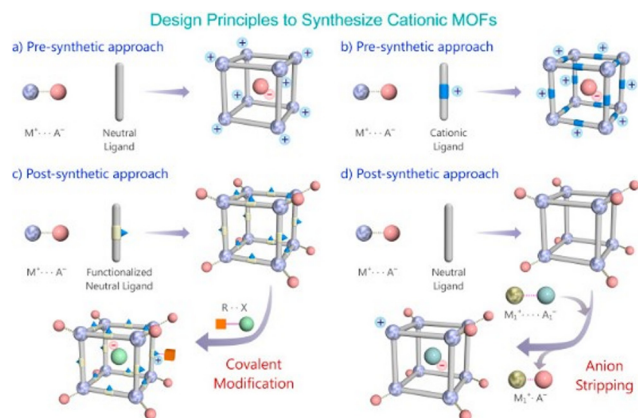 Design Principles to Synthesize Cationic MOFs
a) Pre-synthetic approach
M⁺···A⁻
Neutral
Ligand
b) Pre-synthetic approach
M⁺···A⁻
Cationic
Ligand
c) Post-synthetic approach
M⁺···A⁻
Functionalized
Neutral Ligand
R··X
Covalent
Modification
d) Post-synthetic approach
M⁺···A⁻
Neutral
Ligand
M₁⁺····A₁⁻
M₁⁺·A⁻
Anion
Stripping